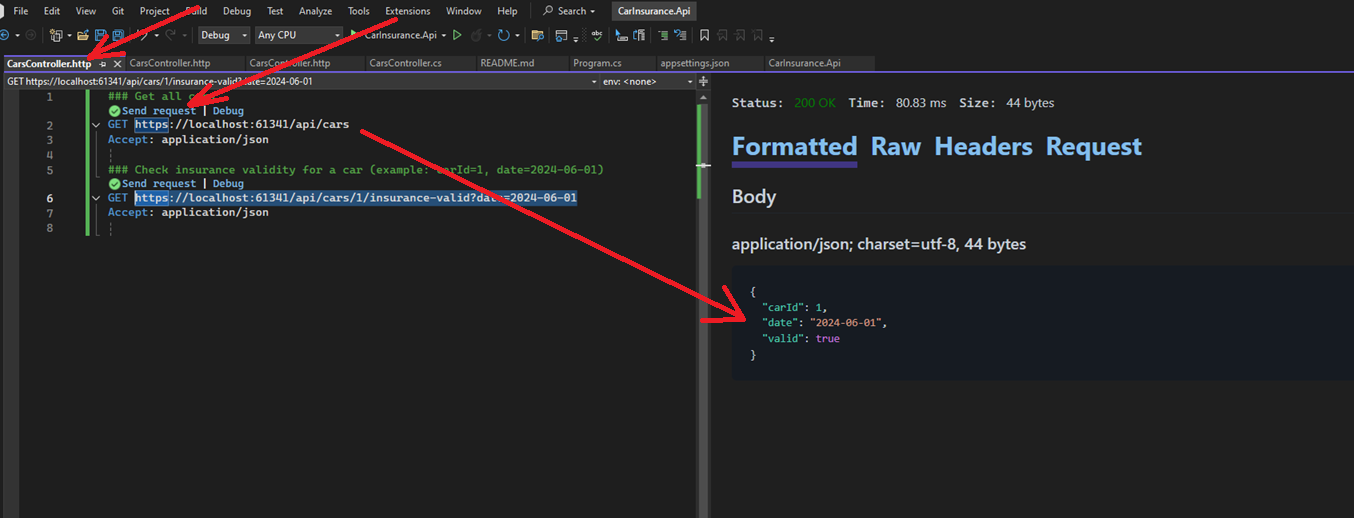 File Edit View Git Project Build Debug Test Analyze Tools Extensions Window Help Search CarInsurance.Api
Debug Any CPU CarInsurance.Api
CarsController.http CarsController.http CarsController.http CarsController.cs README.md Program.cs appsettings.json CarInsurance.Api
GET https://localhost:61341/api/cars/1/insurance-valid?date=2024-06-01 env: <none>
1 ### Get all
Send request | Debug
2 GET https://localhost:61341/api/cars
3 Accept: application/json
4
5 ### Check insurance validity for a car (example: carId=1, date=2024-06-01)
Send request | Debug
6 GET https://localhost:61341/api/cars/1/insurance-valid?date=2024-06-01
7 Accept: application/json
8
Status: 200 OK Time: 80.83 ms Size: 44 bytes
Formatted Raw Headers Request
Body
application/json; charset=utf-8, 44 bytes
{
"carId": 1,
"date": "2024-06-01",
"valid": true
}